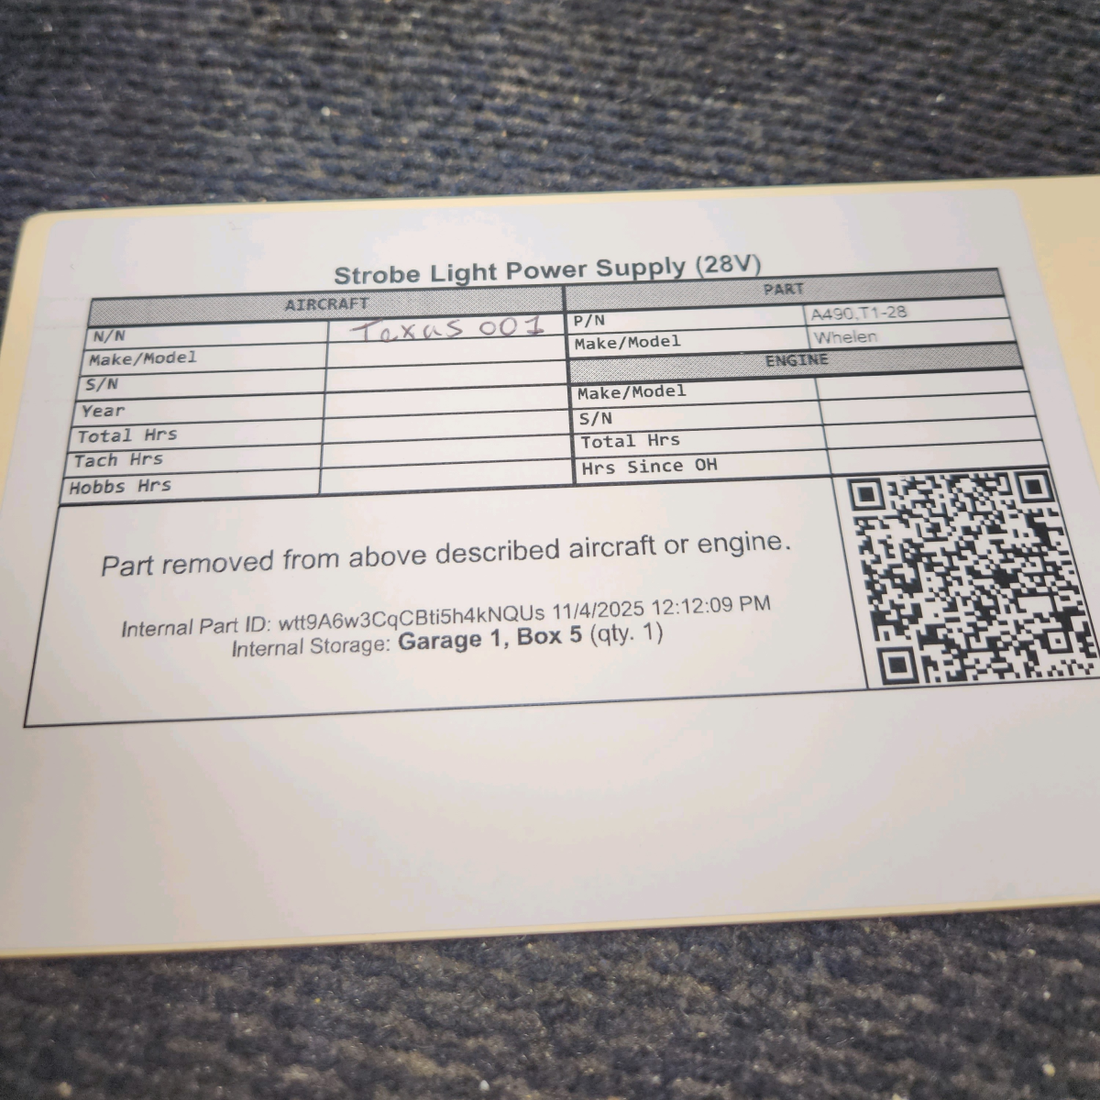 Strobe Light Power Supply (28V)
AIRCRAFT
N/N Texas 001
Make/Model
S/N
Year
Total Hrs
Tach Hrs
Hobbs Hrs
PART
P/N A490,T1-28
Make/Model Whelen
ENGINE
Make/Model
S/N
Total Hrs
Hrs Since OH
Part removed from above described aircraft or engine.
Internal Part ID: wtt9A6w3CqCBti5h4kNQUs 11/4/2025 12:12:09 PM
Internal Storage: Garage 1, Box 5 (qty. 1)